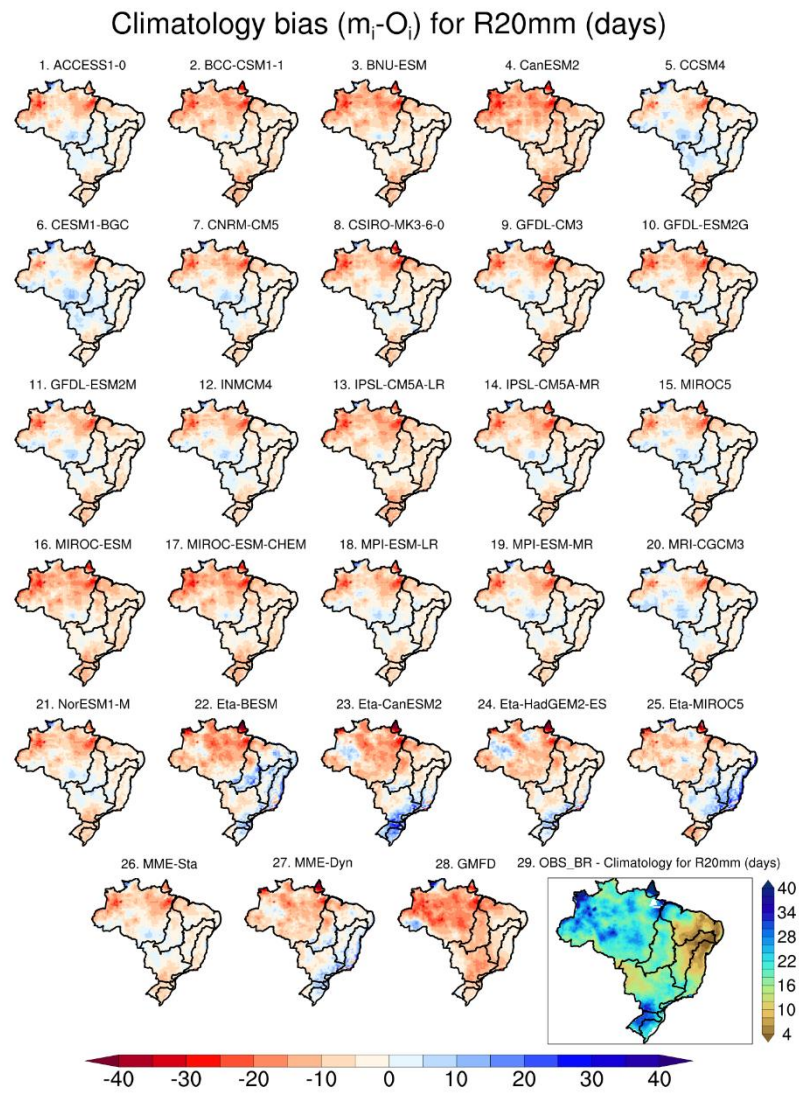 Climatology bias (mi-Oi) for R20mm (days)
1. ACCESS1-0 2. BCC-CSM1-1 3. BNU-ESM 4. CanESM2 5. CCSM4
6. CESM1-BGC 7. CNRM-CM5 8. CSIRO-MK3-6-0 9. GFDL-CM3 10. GFDL-ESM2G
11. GFDL-ESM2M 12. INMCM4 13. IPSL-CM5A-LR 14. IPSL-CM5A-MR 15. MIROC5
16. MIROC-ESM 17. MIROC-ESM-CHEM 18. MPI-ESM-LR 19. MPI-ESM-MR 20. MRI-CGCM3
21. NorESM1-M 22. Eta-BESM 23. Eta-CanESM2 24. Eta-HadGEM2-ES 25. Eta-MIROC5
26. MME-Sta 27. MME-Dyn 28. GMFD 29. OBS_BR - Climatology for R20mm (days)
40
34
28
22
16
10
4
-40 -30 -20 -10 0 10 20 30 40